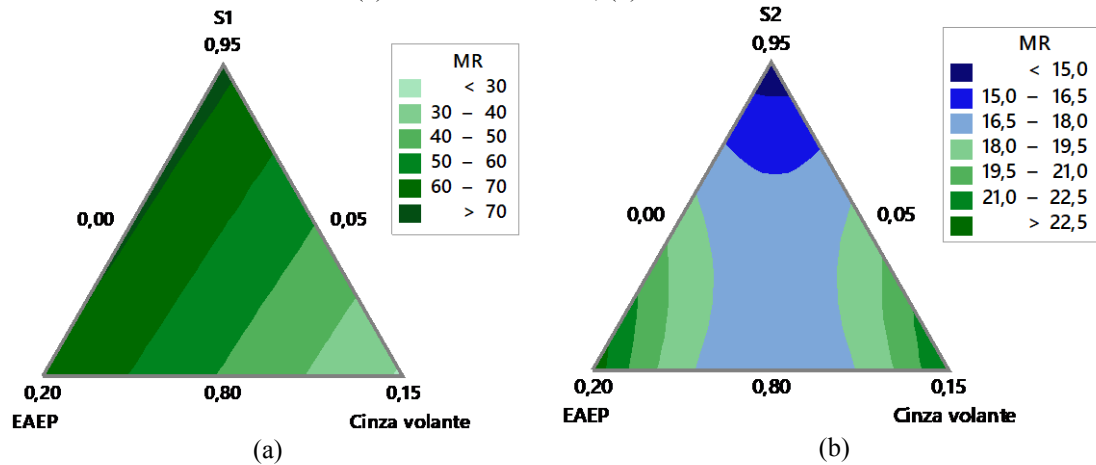 S1
0,95
MR
< 30
30 – 40
40 – 50
50 – 60
60 – 70
> 70
0,00
0,05
0,20
0,80
0,15
EAEP
Cinza volante
(a)
S2
0,95
MR
< 15,0
15,0 – 16,5
16,5 – 18,0
18,0 – 19,5
19,5 – 21,0
21,0 – 22,5
> 22,5
0,00
0,05
0,20
0,80
0,15
EAEP
Cinza volante
(b)